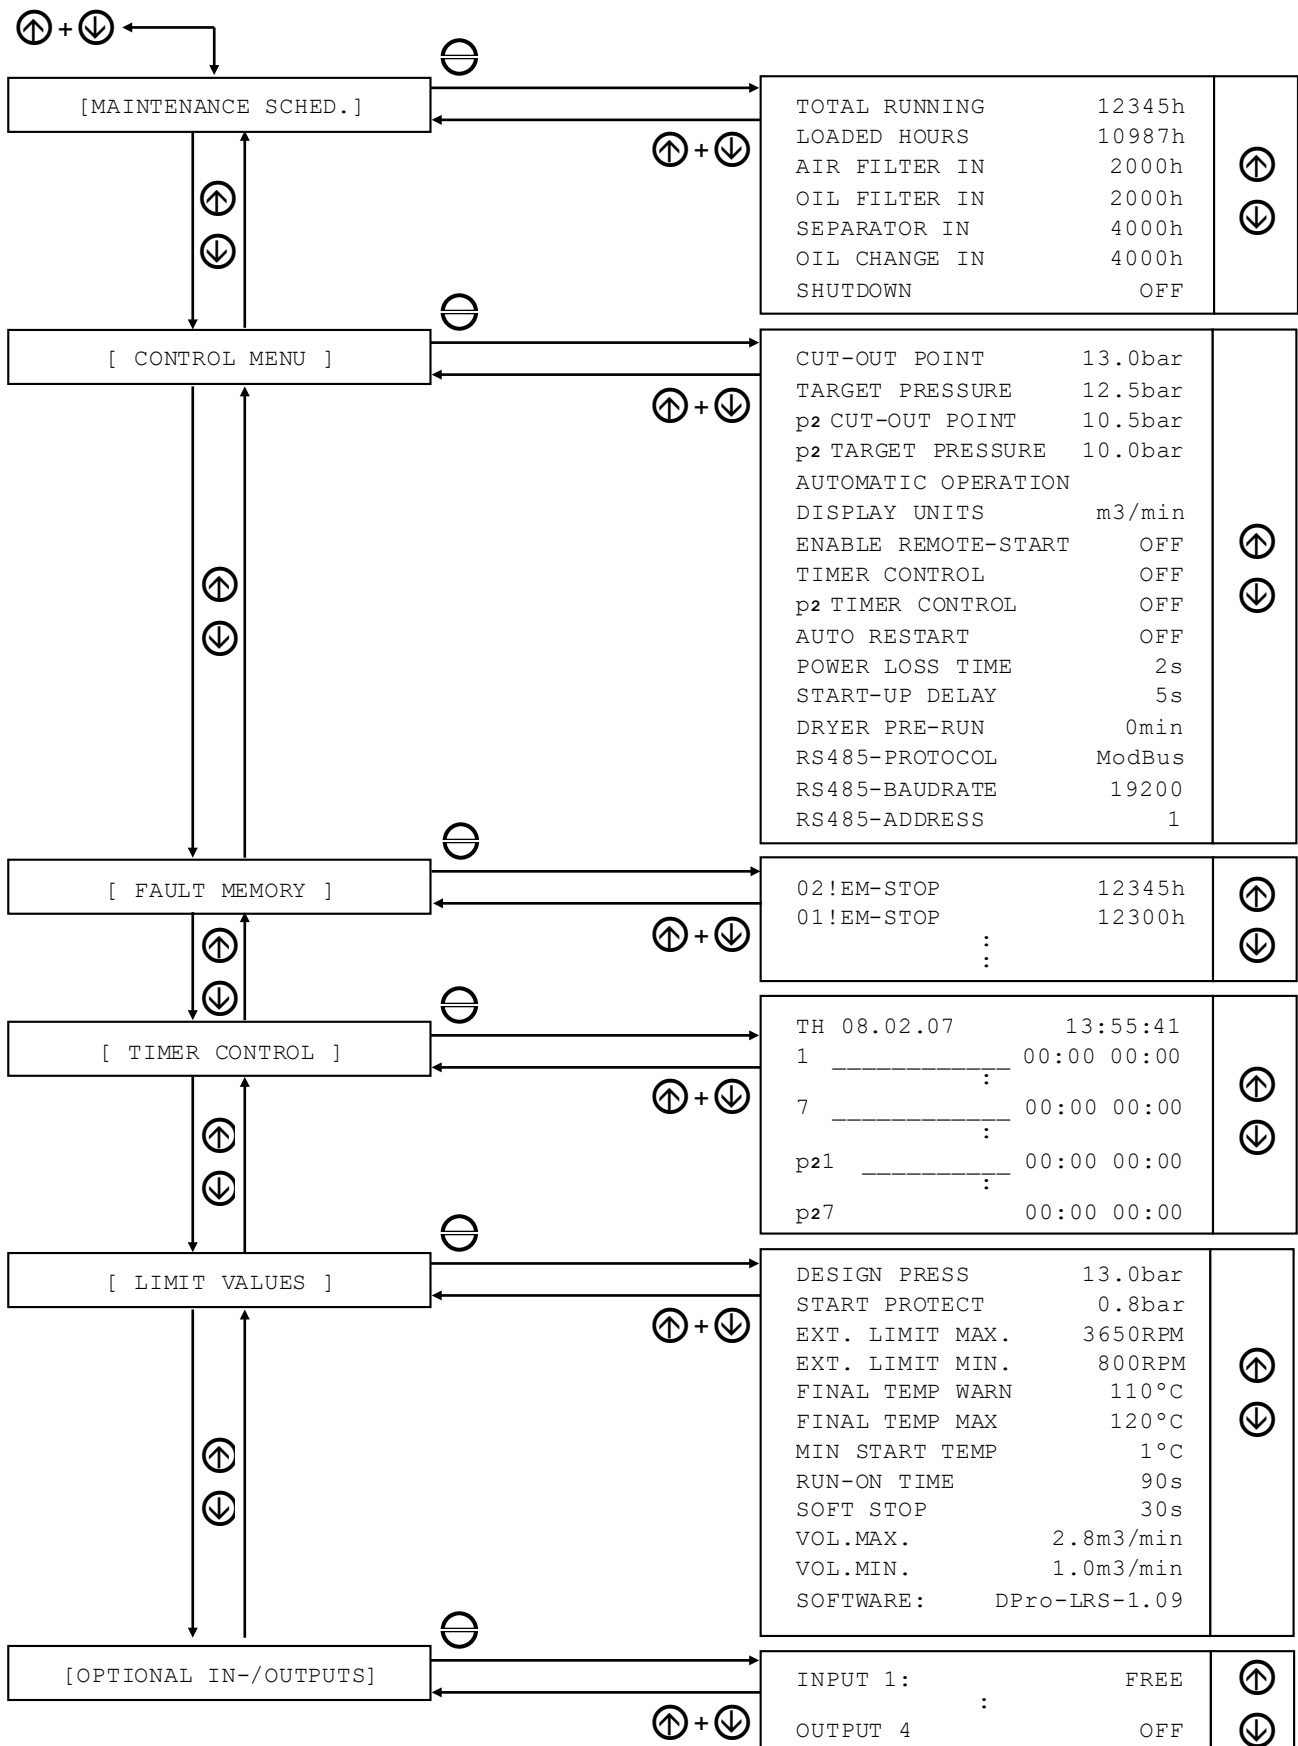 +
[MAINTENANCE SCHED.]
TOTAL RUNNING 12345h
LOADED HOURS 10987h
+
AIR FILTER IN 2000h
OIL FILTER IN 2000h
SEPARATOR IN 4000h
OIL CHANGE IN 4000h
SHUTDOWN OFF
[ CONTROL MENU ]
CUT-OUT POINT 13.0bar
TARGET PRESSURE 12.5bar
+
p2 CUT-OUT POINT 10.5bar
p2 TARGET PRESSURE 10.0bar
AUTOMATIC OPERATION
DISPLAY UNITS m3/min
ENABLE REMOTE-START OFF
TIMER CONTROL OFF
p2 TIMER CONTROL OFF
AUTO RESTART OFF
POWER LOSS TIME 2s
START-UP DELAY 5s
DRYER PRE-RUN 0min
RS485-PROTOCOL ModBus
RS485-BAUDRATE 19200
RS485-ADDRESS 1
[ FAULT MEMORY ]
02!EM-STOP 12345h
01!EM-STOP 12300h
+
:
:
[ TIMER CONTROL ]
TH 08.02.07 13:55:41
1 ____________ 00:00 00:00
:
+
7 ____________ 00:00 00:00
:
p21 __________ 00:00 00:00
:
p27 00:00 00:00
[ LIMIT VALUES ]
DESIGN PRESS 13.0bar
START PROTECT 0.8bar
+
EXT. LIMIT MAX. 3650RPM
EXT. LIMIT MIN. 800RPM
FINAL TEMP WARN 110°C
FINAL TEMP MAX 120°C
MIN START TEMP 1°C
RUN-ON TIME 90s
SOFT STOP 30s
VOL.MAX. 2.8m3/min
VOL.MIN. 1.0m3/min
SOFTWARE: DPro-LRS-1.09
[OPTIONAL IN-/OUTPUTS]
INPUT 1: FREE
:
+
OUTPUT 4 OFF